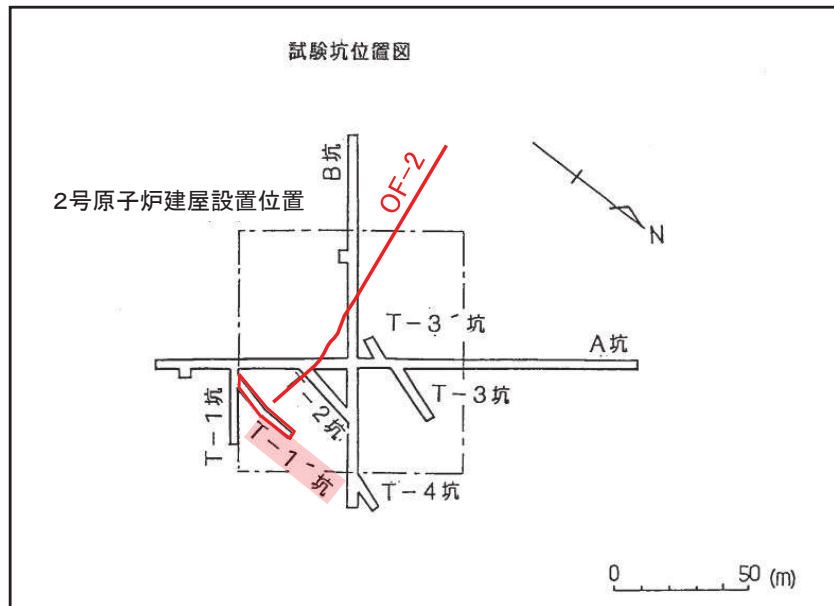 試験坑位置図
B坑
OF-2
2号原子炉建屋設置位置
N
T-3´坑
A坑
T-3坑
T-1坑
-2坑
T-1´坑
T-4坑
0 50 (m)